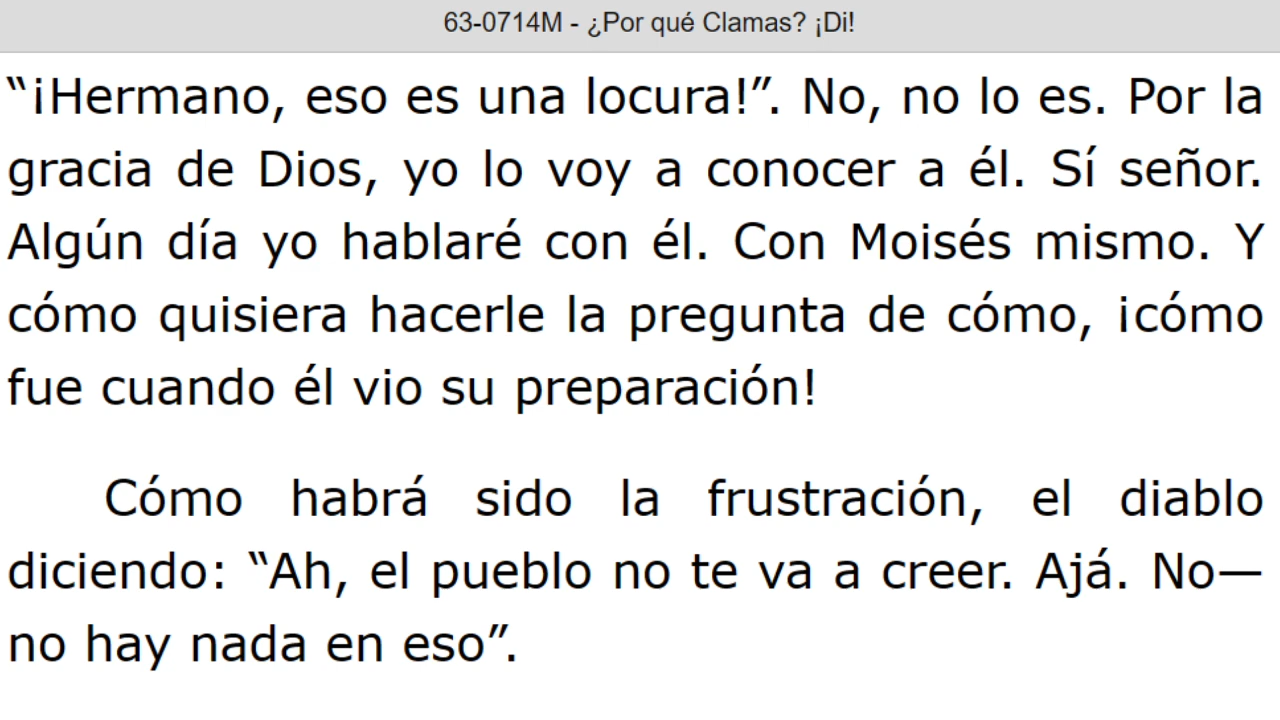 63-0714M - ¿Por qué Clamas? ¡Di!
“¡Hermano, eso es una locura!”. No, no lo es. Por la
gracia de Dios, yo lo voy a conocer a él. Sí señor.
Algún día yo hablaré con él. Con Moisés mismo. Y
cómo quisiera hacerle la pregunta de cómo, ¡cómo
fue cuando él vio su preparación!
Cómo habrá sido la frustración, el diablo
diciendo: “Ah, el pueblo no te va a creer. Ajá. No—
no hay nada en eso”.